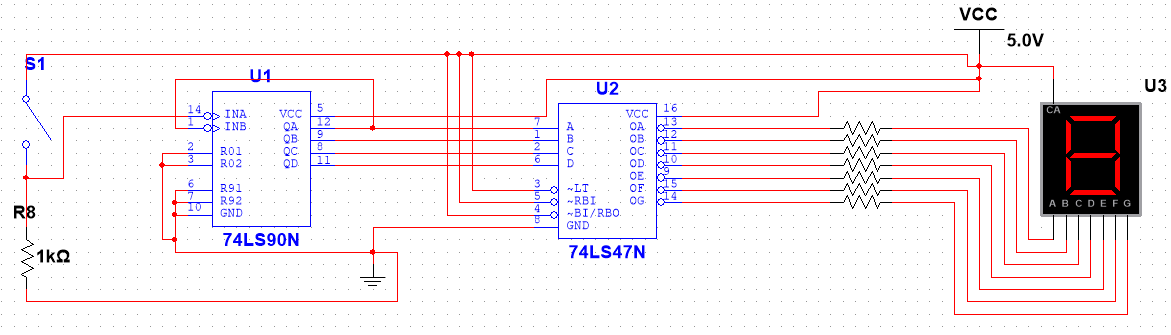 VCC
5.0V
S1
U1
U2
U3
14 INA VCC 5
1 INB QA 12
QB 9
2 R01 QC 8
3 R02 QD 11
6 R91
7 R92
10 GND
74LS90N
VCC 16
7 A OA 13
1 B OB 12
2 C OC 11
6 D OD 10
OE 9
3 ~LT OF 15
5 ~RBI OG 14
4 ~BI/RBO
8 GND
74LS47N
CA
A B C D E F G
R8
1kΩ